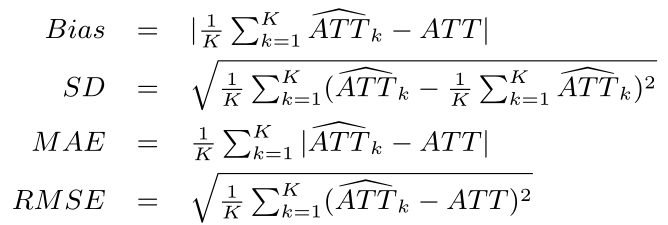 Bias = |\frac{1}{K} \sum_{k=1}^{K} \widehat{ATT}_k - ATT|
SD = \sqrt{\frac{1}{K} \sum_{k=1}^{K} (\widehat{ATT}_k - \frac{1}{K} \sum_{k=1}^{K} \widehat{ATT}_k)^2}
MAE = \frac{1}{K} \sum_{k=1}^{K} |\widehat{ATT}_k - ATT|
RMSE = \sqrt{\frac{1}{K} \sum_{k=1}^{K} (\widehat{ATT}_k - ATT)^2}